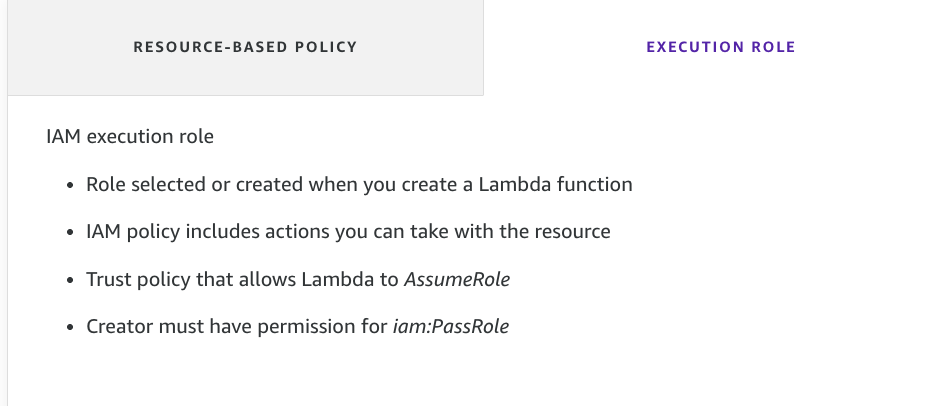 RESOURCE-BASED POLICY
EXECUTION ROLE
IAM execution role
• Role selected or created when you create a Lambda function
• IAM policy includes actions you can take with the resource
• Trust policy that allows Lambda to AssumeRole
• Creator must have permission for iam:PassRole